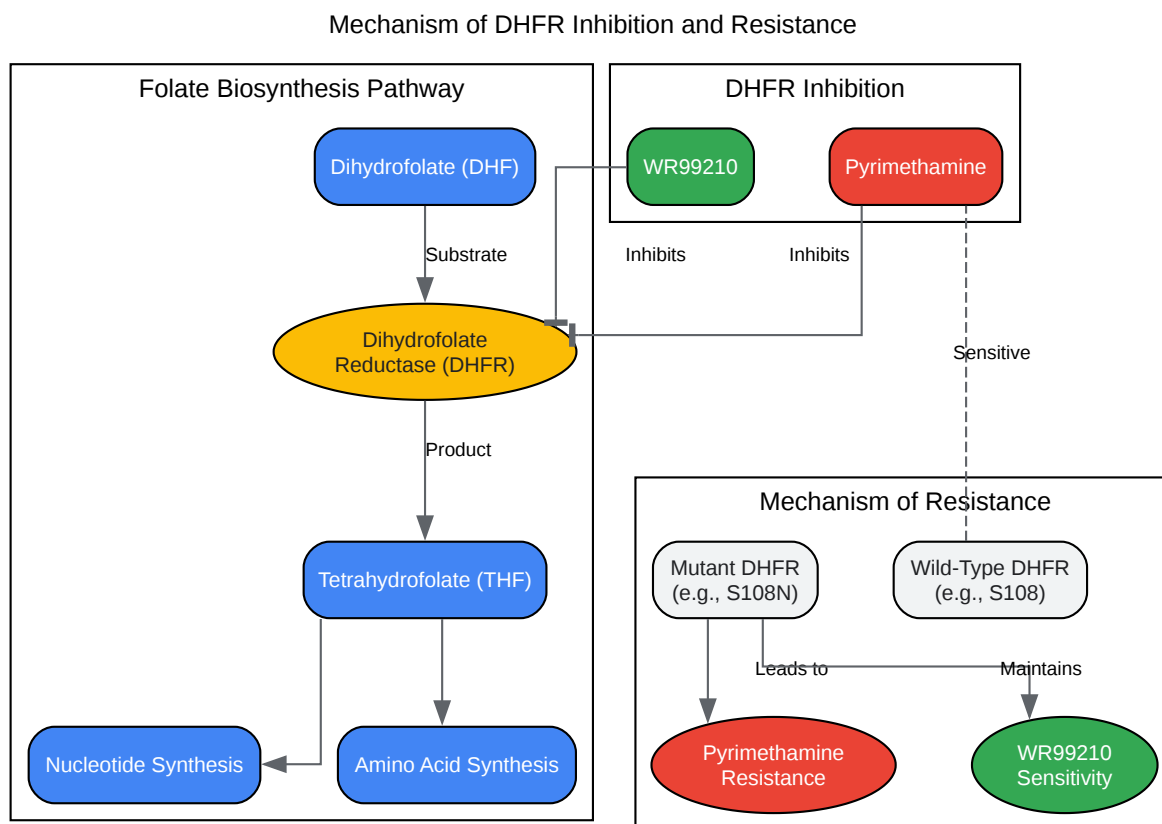 Mechanism of DHFR Inhibition and Resistance
Folate Biosynthesis Pathway
Dihydrofolate (DHF)
Substrate
Dihydrofolate
Reductase (DHFR)
Product
Tetrahydrofolate (THF)
Nucleotide Synthesis
Amino Acid Synthesis
DHFR Inhibition
WR99210
Pyrimethamine
Inhibits
Inhibits
Sensitive
Mechanism of Resistance
Mutant DHFR
(e.g., S108N)
Wild-Type DHFR
(e.g., S108)
Leads to
Maintains
Pyrimethamine
Resistance
WR99210
Sensitivity